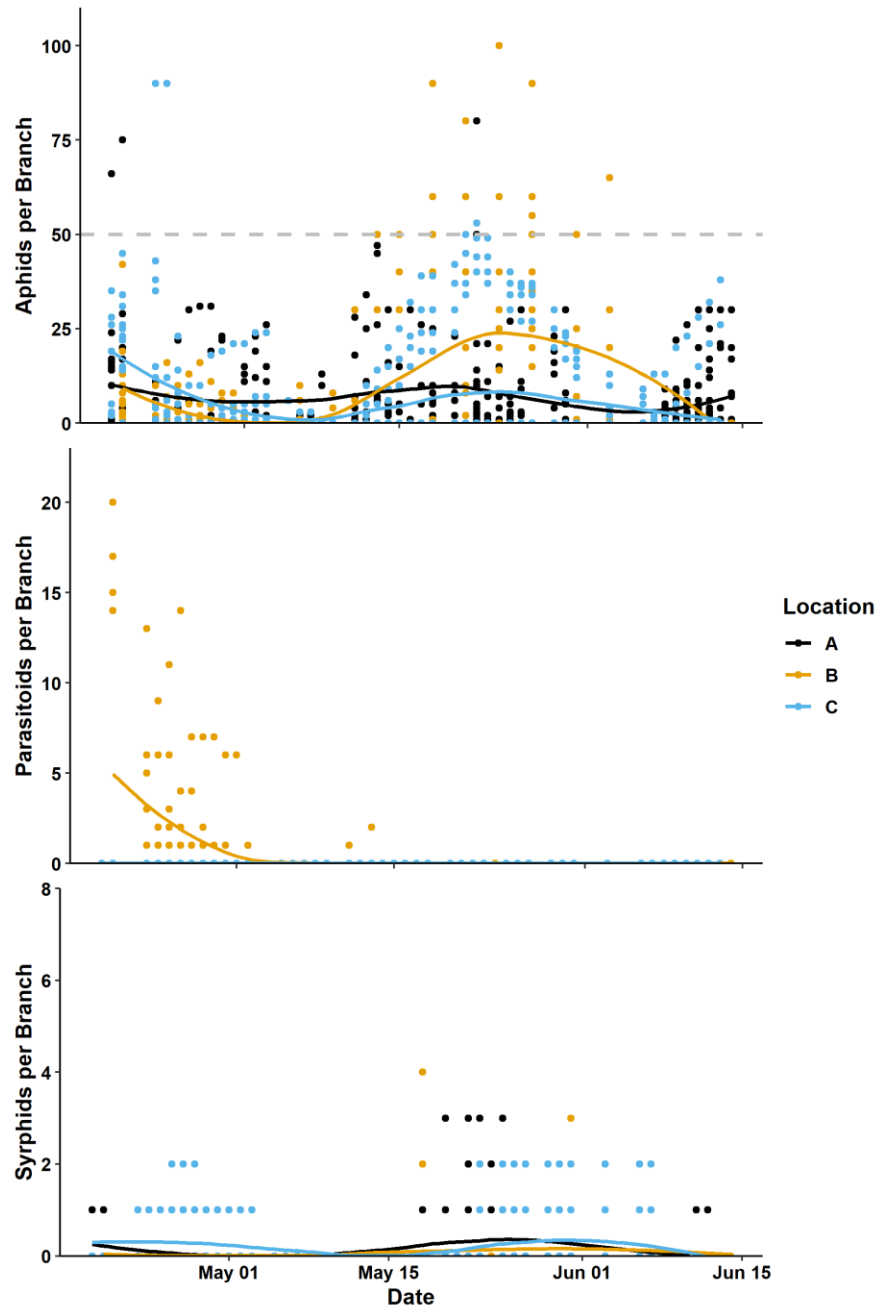 100
75
50
25
0
Aphids per Branch
20
15
10
5
0
Parasitoids per Branch
Location
A
B
C
8
6
4
2
0
Syrphids per Branch
May 01 May 15 Jun 01 Jun 15
Date